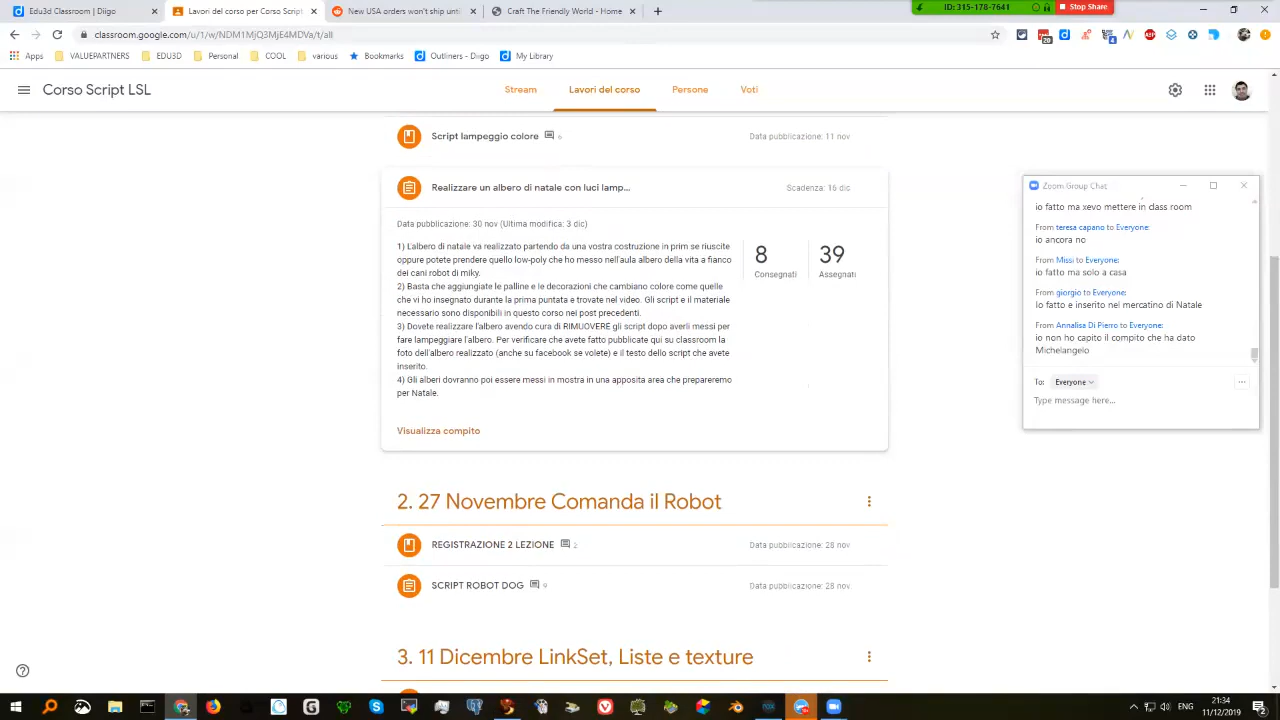 Edu3d Classroom | Diigo
Lavori del corso per Corso Script
New USA orders won't ship until
Craft The Friendly World - Home
ID: 315-178-7641
Stop Share
classroom.google.com/u/1/w/NDM1MjQ3MjE4MDVa/t/all
20
4
ABP
Apps
VALUEPARTNERS
EDU3D
Personal
COOL
various
Bookmarks
Outliners - Diigo
My Library
Corso Script LSL
Stream
Lavori del corso
Persone
Voti
Script lampeggio colore 6
Data pubblicazione: 11 nov
Realizzare un albero di natale con luci lamp...
Scadenza: 16 dic
Data pubblicazione: 30 nov (Ultima modifica: 3 dic)
1) L'albero di natale va realizzato partendo da una vostra costruzione in prim se riuscite
oppure potete prendere quello low-poly che ho messo nell'aula albero della vita a fianco
dei cani robot di miky.
2) Basta che aggiungiate le palline e le decorazioni che cambiano colore come quelle
che vi ho insegnato durante la prima puntata e trovate nel video. Gli script e il materiale
necessario sono disponibili in questo corso nei post precedenti.
3) Dovete realizzare l'albero avendo cura di RIMUOVERE gli script dopo averli messi per
fare lampeggiare l'albero. Per verificare che avete fatto pubblicate qui su classroom la
foto dell'albero realizzato (anche su facebook se volete) e il testo dello script che avete
inserito.
4) Gli alberi dovranno poi essere messi in mostra in una apposita area che prepareremo
per Natale.
8
Consegnati
39
Assegnati
Visualizza compito
2. 27 Novembre Comanda il Robot
REGISTRAZIONE 2 LEZIONE 2
Data pubblicazione: 28 nov
SCRIPT ROBOT DOG 9
Data pubblicazione: 28 nov
3. 11 Dicembre LinkSet, Liste e texture
Zoom Group Chat
io fatto ma xevo mettere in class room
From teresa capano to Everyone:
io ancora no
From Missi to Everyone:
io fatto ma solo a casa
From giorgio to Everyone:
Io fatto e inserito nel mercatino di Natale
From Annalisa Di Pierro to Everyone:
io non ho capito il compito che ha dato
Michelangelo
To: Everyone
Type message here...
ENG
21:34
11/12/2019